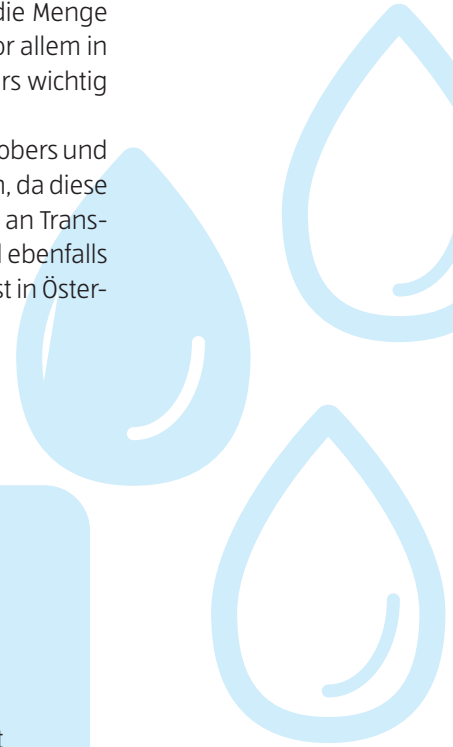 die Menge
or allem in
rs wichtig
obers und
n, da diese
an Trans-
l ebenfalls
st in Öster-
t